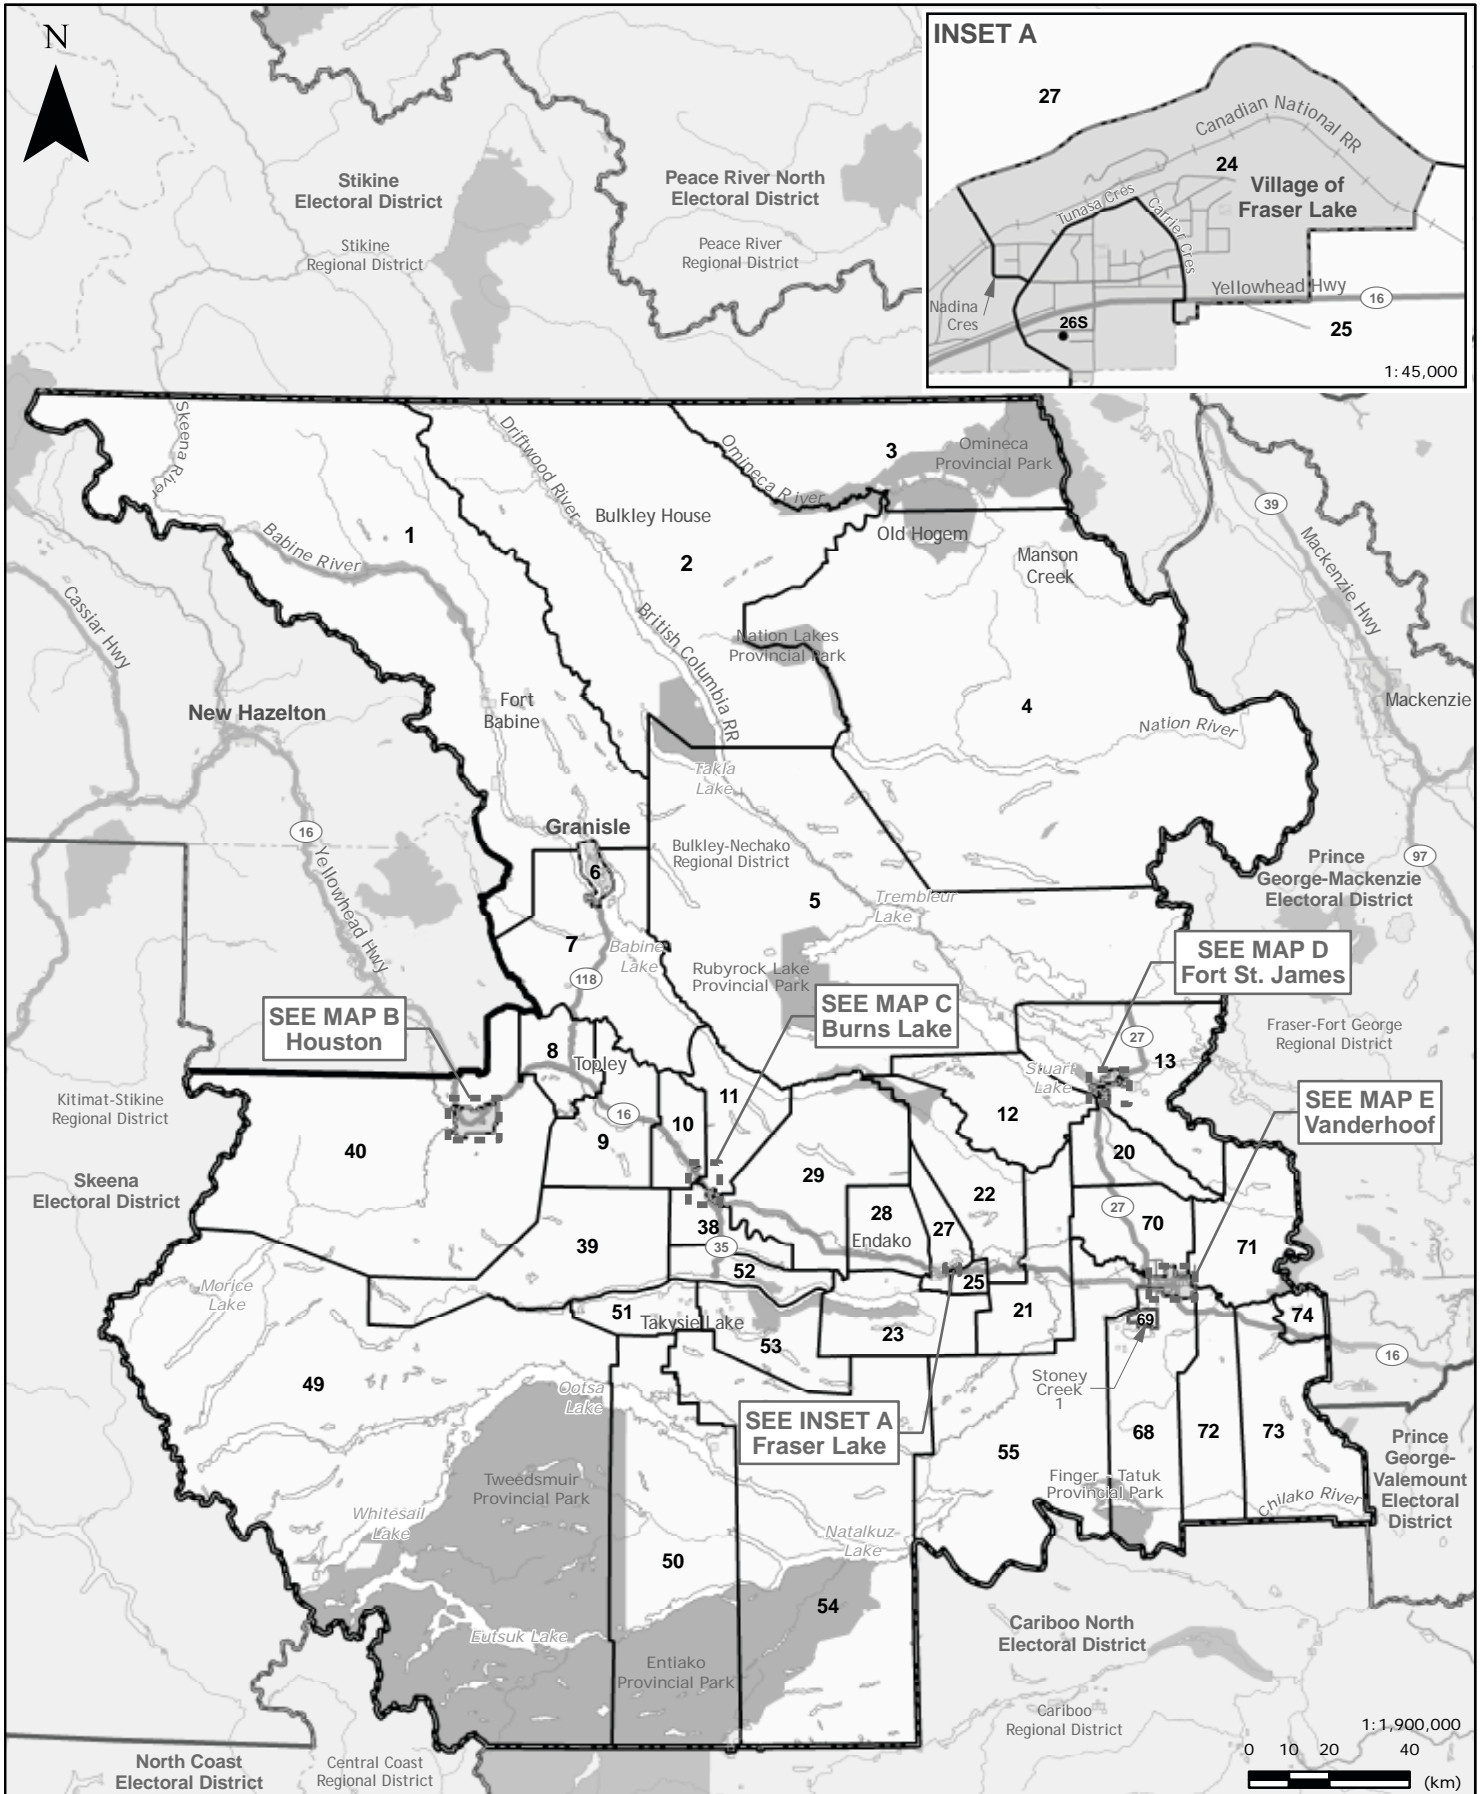 N
INSET A
27
Canadian National RR
24
Village of
Fraser Lake
Tunasa Cres
Carrier Cres
Nadina
Cres
Yellowhead Hwy
16
26S
25
1:45,000
Stikine
Electoral District
Stikine
Regional District
Peace River North
Electoral District
Peace River
Regional District
Skeena River
Driftwood River
Omineca River
3
Omineca
Provincial Park
39
Mackenzie Hwy
Bulkley House
Old Hogem
Manson
Creek
1
2
Babine River
Cassiar Hwy
British Columbia RR
Nation Lakes
Provincial Park
Mackenzie
Fort
Babine
New Hazelton
4
Nation River
Takla
Lake
16
Yellowhead Hwy
Granisle
6
Bulkley-Nechako
Regional District
97
Prince
George-Mackenzie
Electoral District
5
Trembleur
Lake
7
Babine
Lake
118
Rubyrock Lake
Provincial Park
SEE MAP D
Fort St. James
SEE MAP B
Houston
SEE MAP C
Burns Lake
Fraser-Fort George
Regional District
27
13
8
Topley
Stuart
Lake
SEE MAP E
Vanderhoof
Kitimat-Stikine
Regional District
11
12
16
10
9
40
20
29
Skeena
Electoral District
22
28
27
27
70
38
35
39
Endako
71
52
25
Morice
Lake
51
Takysie Lake
53
23
21
69
74
16
49
Ootsa
Lake
Stoney
Creek
1
SEE INSET A
Fraser Lake
55
68
72
73
Prince
George-
Valemount
Electoral
District
Tweedsmuir
Provincial Park
Finger - Tatuk
Provincial Park
Chilako River
Whitesail
Lake
Natalkuz
Lake
50
54
Eutsuk Lake
Entiako
Provincial Park
Cariboo North
Electoral District
Cariboo
Regional District
North Coast
Electoral District
Central Coast
Regional District
1:1,900,000
0 10 20 40
(km)